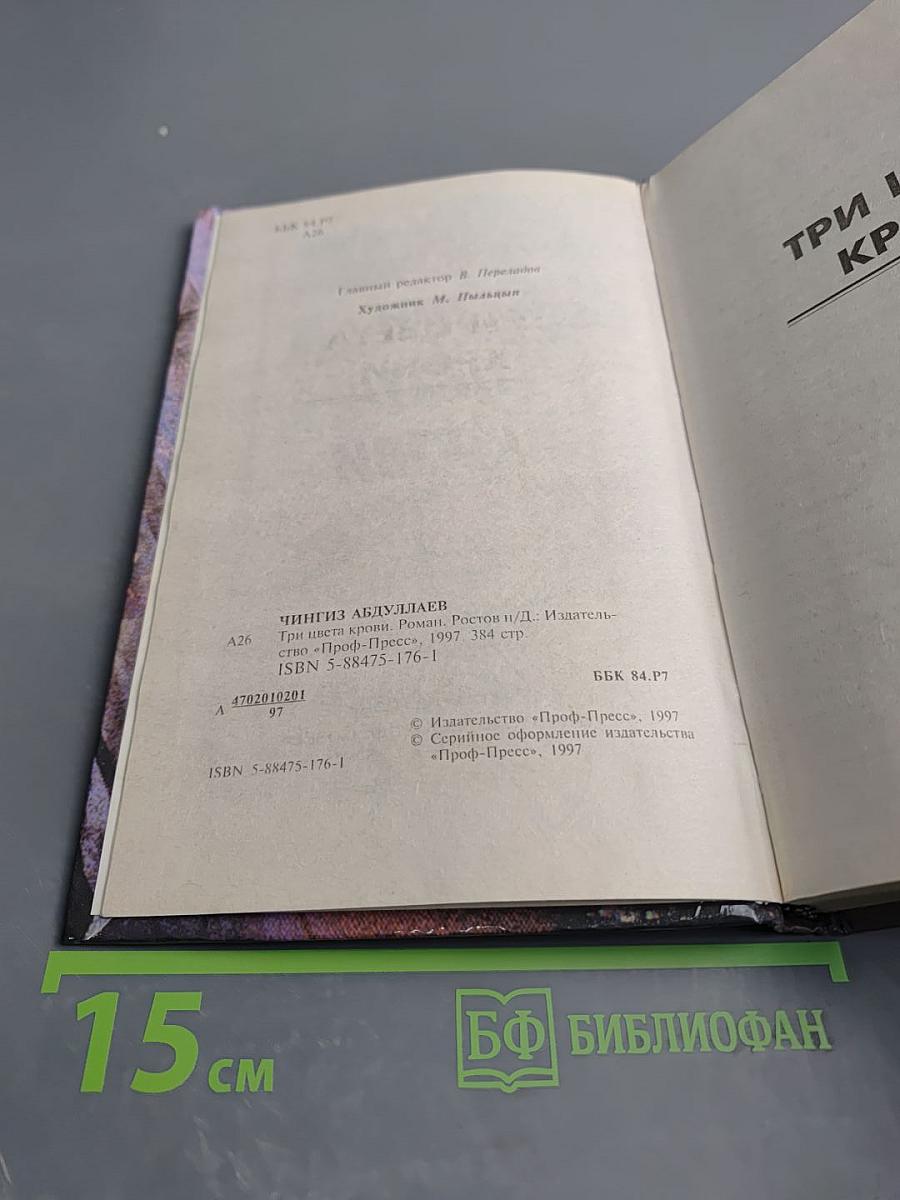 ББК 84.Р7
А26
Главный редактор В. Переладов
Художник М. Пыльцын
ЧИНГИЗ АБДУЛЛАЕВ
А26 Три цвета крови. Роман. Ростов н/Д.: Издатель-
ство «Проф-Пресс», 1997. 384 стр.
ISBN 5-88475-176-1
А 4702010201
97
ББК 84.Р7
© Издательство «Проф-Пресс», 1997
© Серийное оформление издательства
«Проф-Пресс», 1997
ISBN 5-88475-176-1
ТРИ
КР
15 см
БФ БИБЛИОФАН